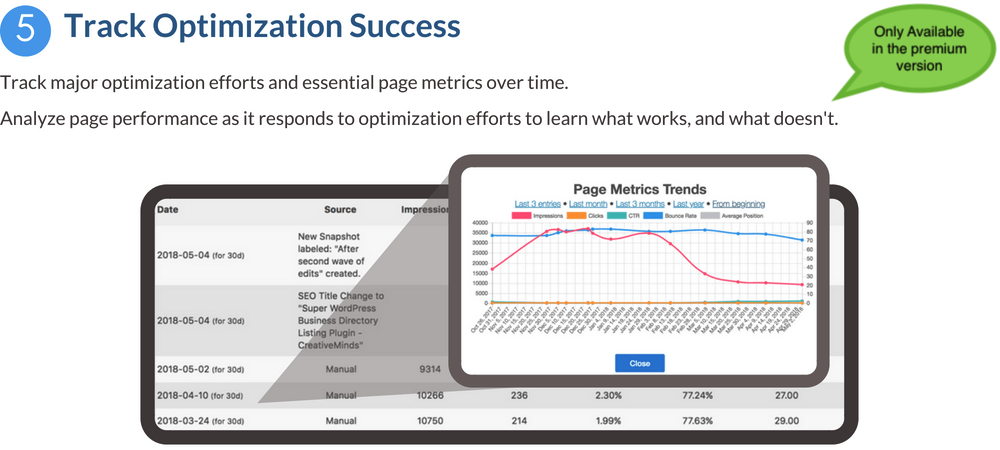 5 Track Optimization Success
Only Available
in the premium
version
Track major optimization efforts and essential page metrics over time.
Analyze page performance as it responds to optimization efforts to learn what works, and what doesn't.
Page Metrics Trends
Last 3 entries • Last month • Last 3 months • Last year • From beginning
Impressions Clicks CTR Bounce Rate Average Position
40000 90
35000 80
30000 70
25000 60
20000 50
15000 40
10000 30
5000 20
0 10
0
Close
Date Source Impression
New Snapshot
labeled: "After
2018-05-04 (for 30d) second wave of
edits" created.
SEO Title Change to
"Super WordPress
2018-05-04 (for 30d) Business Directory
Listing Plugin -
CreativeMinds"
2018-05-02 (for 30d) Manual 9314
2018-04-10 (for 30d) Manual 10266 236 2.30% 77.24% 27.00
2018-03-24 (for 30d) Manual 10750 214 1.99% 77.63% 29.00